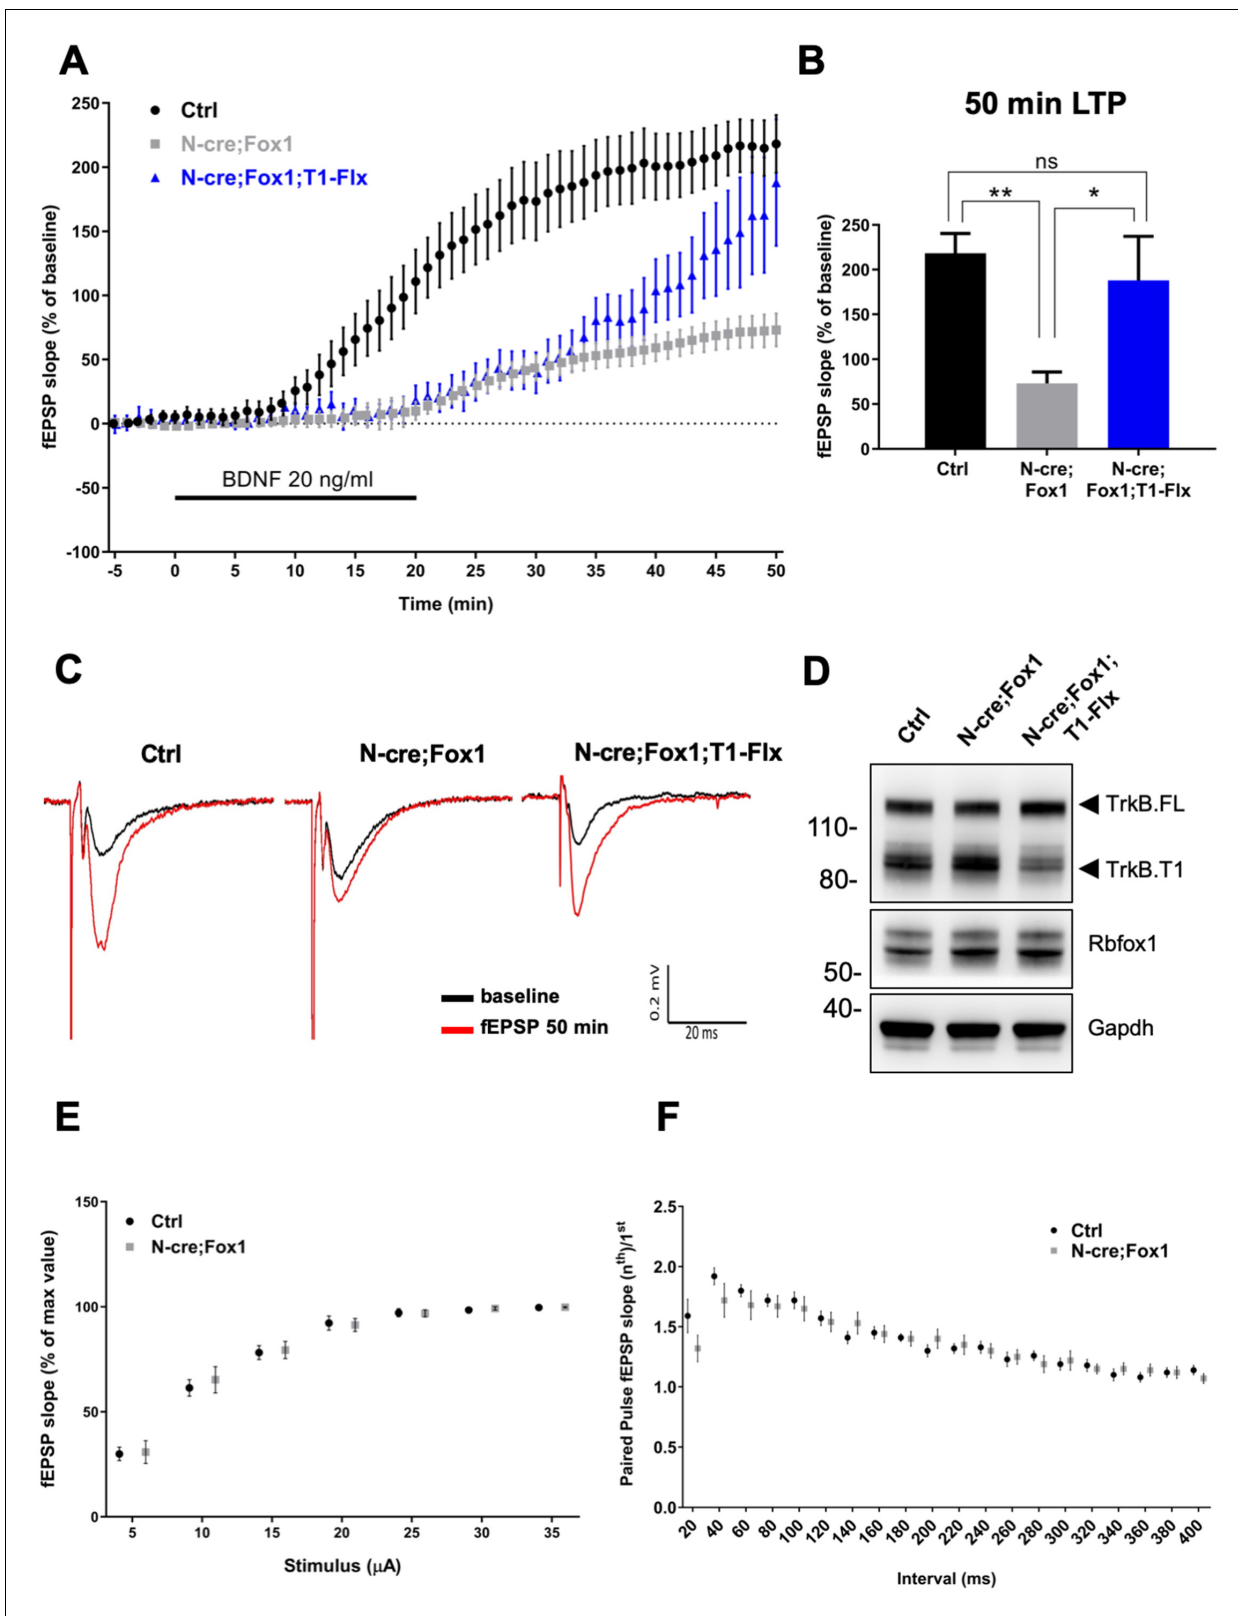 A
Ctrl
N-cre;Fox1
N-cre;Fox1;T1-Flx
fEPSP slope (% of baseline)
250
200
150
100
50
0
-50
-100
BDNF 20 ng/ml
-5 0 5 10 15 20 25 30 35 40 45 50
Time (min)
B
50 min LTP
ns
** *
fEPSP slope (% of baseline)
250
200
150
100
50
0
Ctrl N-cre; N-cre;
Fox1 Fox1;T1-Flx
C
Ctrl N-cre;Fox1 N-cre;Fox1;T1-Flx
baseline
fEPSP 50 min
0.2 mV
20 ms
D
Ctrl
N-cre;Fox1
N-cre;Fox1;
T1-Flx
TrkB.FL
110-
TrkB.T1
80-
Rbfox1
50-
40-
Gapdh
E
fEPSP slope (% of max value)
150
100
50
0
Ctrl
N-cre;Fox1
5 10 15 20 25 30 35
Stimulus (µA)
F
Paired Pulse fEPSP slope (nth)/1st
2.5
2.0
1.5
1.0
0.5
0.0
Ctrl
N-cre;Fox1
20 40 60 80 100 120 140 160 180 200 220 240 260 280 300 320 340 360 380 400
Interval (ms)